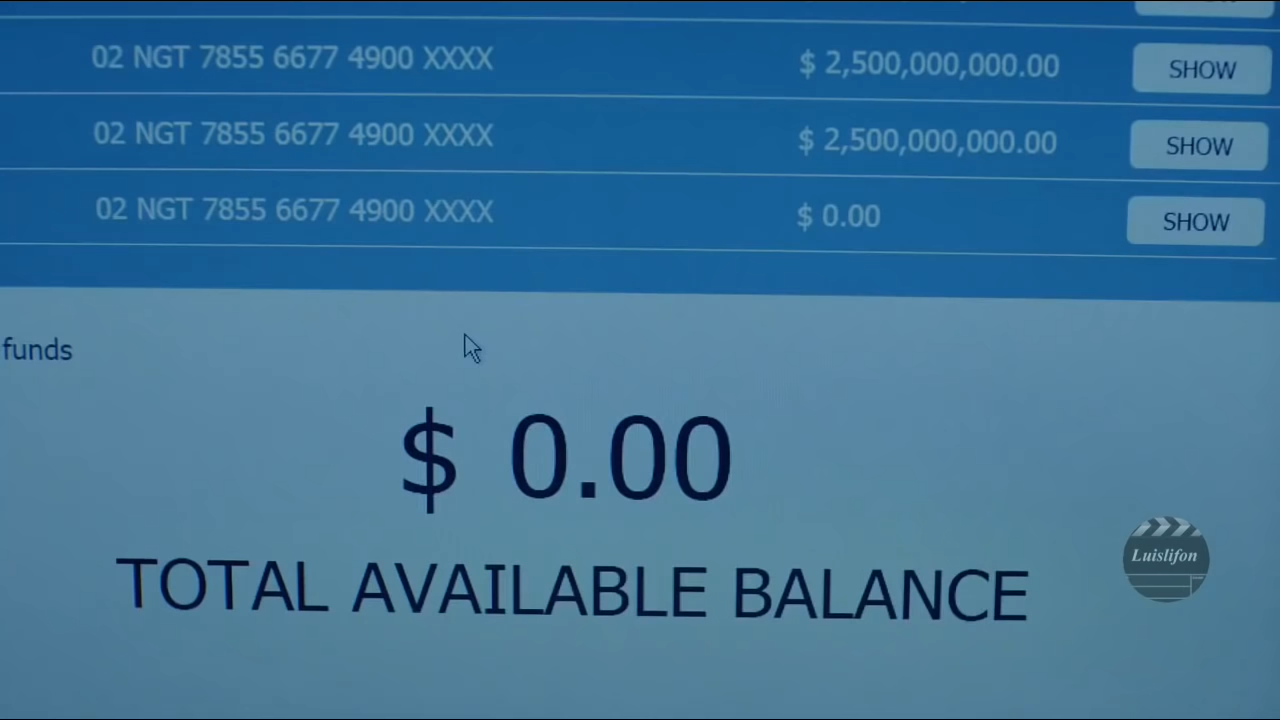 02 NGT 7855 6677 4900 XXXX $ 2,500,000,000.00 SHOW
02 NGT 7855 6677 4900 XXXX $ 2,500,000,000.00 SHOW
02 NGT 7855 6677 4900 XXXX $ 0.00 SHOW
funds
$ 0.00
TOTAL AVAILABLE BALANCE
Luislifon